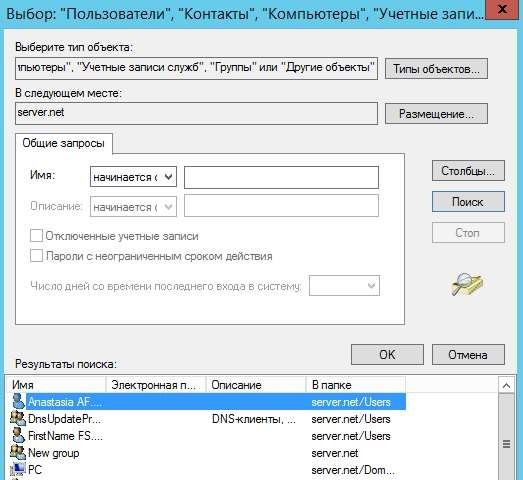 Выбор: "Пользователи", "Контакты", "Компьютеры", "Учетные запи...
Выберите тип объекта:
ıпьютеры", "Учетные записи служб", "Группы" или "Другие объекты"
Типы объектов...
В следующем месте:
server.net
Размещение...
Общие запросы
Имя:
начинается с
Столбцы...
Описание:
начинается с
Поиск
Отключенные учетные записи
Стоп
Пароли с неограниченным сроком действия
Число дней со времени последнего входа в систему:
OK
Отмена
Результаты поиска:
Имя Электронная п... Описание В папке
Anastasia AF.... server.net/Users
DnsUpdatePr... DNS-клиенты, ... server.net/Users
FirstName FS.... server.net/Users
New group server.net
PC server.net/Dom...